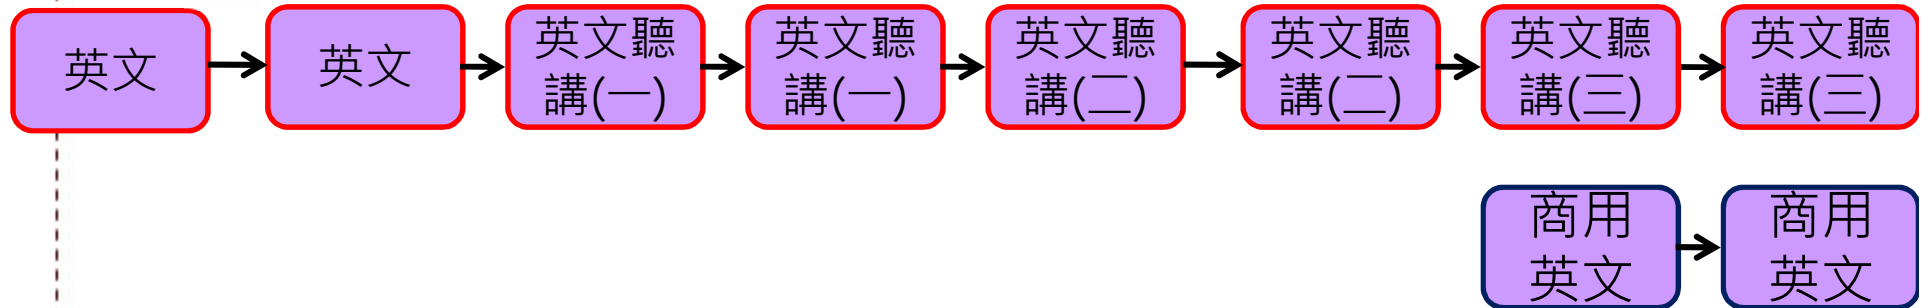 英文
英文
英文聽
講(一)
英文聽
講(一)
英文聽
講(二)
英文聽
講(二)
英文聽
講(三)
英文聽
講(三)
商用
英文
商用
英文